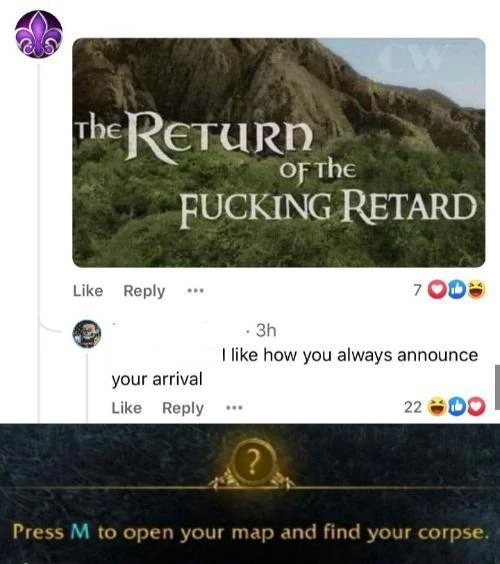 CW
The Return
of the
Fucking Retard
Like Reply ...
7
· 3h
I like how you always announce
your arrival
Like Reply ...
22
?
Press M to open your map and find your corpse.